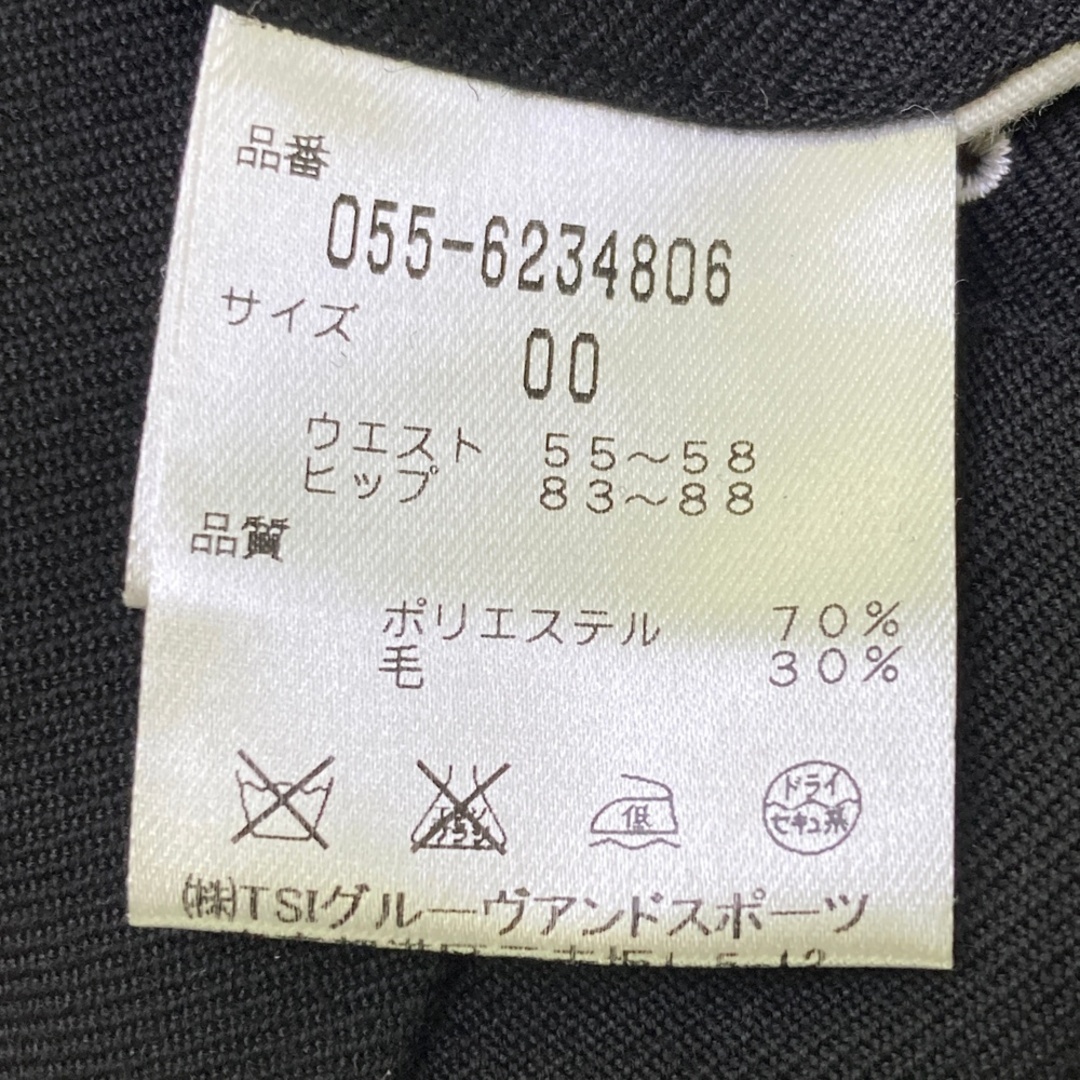 品番
055-6234806
サイズ
00
ウエスト 55～58
ヒップ 83～88
品質
ポリエステル 70%
毛 30%
低
ドライ
セキュ系
㈱TSIグルーヴアンドスポーツ